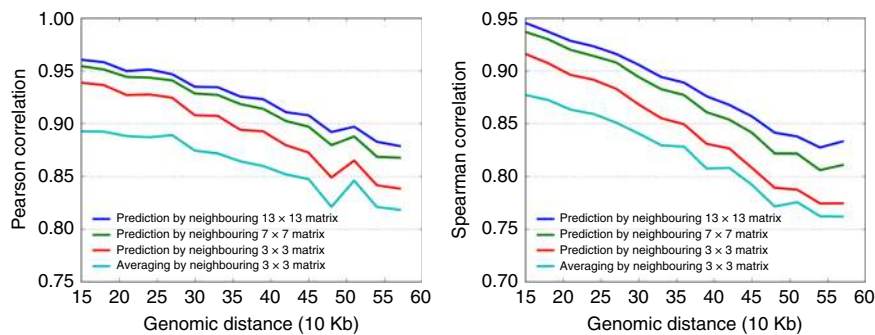 1.00
0.95
0.90
0.85
0.80
0.75
Pearson correlation
Prediction by neighbouring 13 × 13 matrix
Prediction by neighbouring 7 × 7 matrix
Prediction by neighbouring 3 × 3 matrix
Averaging by neighbouring 3 × 3 matrix
15 20 25 30 35 40 45 50 55 60
Genomic distance (10 Kb)
0.95
0.90
0.85
0.80
0.75
0.70
Spearman correlation
Prediction by neighbouring 13 × 13 matrix
Prediction by neighbouring 7 × 7 matrix
Prediction by neighbouring 3 × 3 matrix
Averaging by neighbouring 3 × 3 matrix
15 20 25 30 35 40 45 50 55 60
Genomic distance (10 Kb)